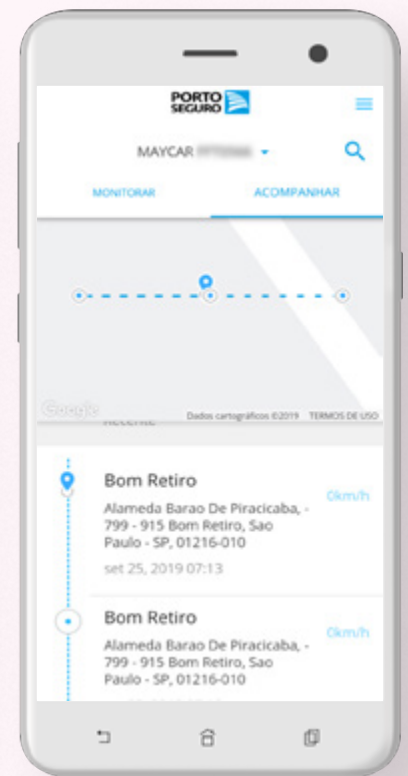 PORTO
SEGURO
MAYCAR
MONITORAR
ACOMPANHAR
Google
Dados cartográficos ©2019 TERMOS DE USO
Recente
Bom Retiro
0km/h
Alameda Barao De Piracicaba, -
799 - 915 Bom Retiro, Sao
Paulo - SP, 01216-010
set 25, 2019 07:13
Bom Retiro
0km/h
Alameda Barao De Piracicaba, -
799 - 915 Bom Retiro, Sao
Paulo - SP, 01216-010